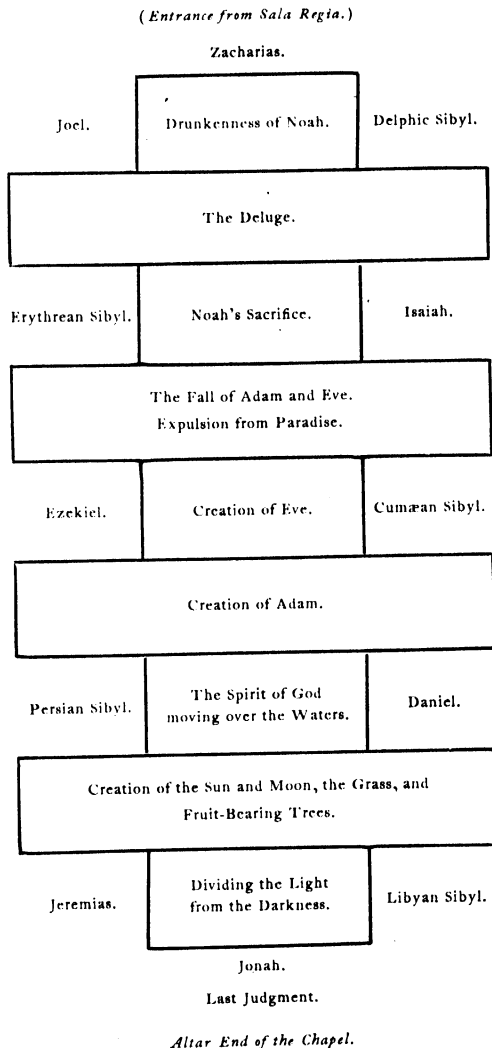 (Entrance from Sala Regia.)
Zacharias.
Joel. Drunkenness of Noah. Delphic Sibyl.
The Deluge.
Erythrean Sibyl. Noah's Sacrifice. Isaiah.
The Fall of Adam and Eve.
Expulsion from Paradise.
Ezekiel. Creation of Eve. Cumæan Sibyl.
Creation of Adam.
Persian Sibyl. The Spirit of God
moving over the Waters. Daniel.
Creation of the Sun and Moon, the Grass, and
Fruit-Bearing Trees.
Jeremias. Dividing the Light
from the Darkness. Libyan Sibyl.
Jonah.
Last Judgment.
Altar End of the Chapel.